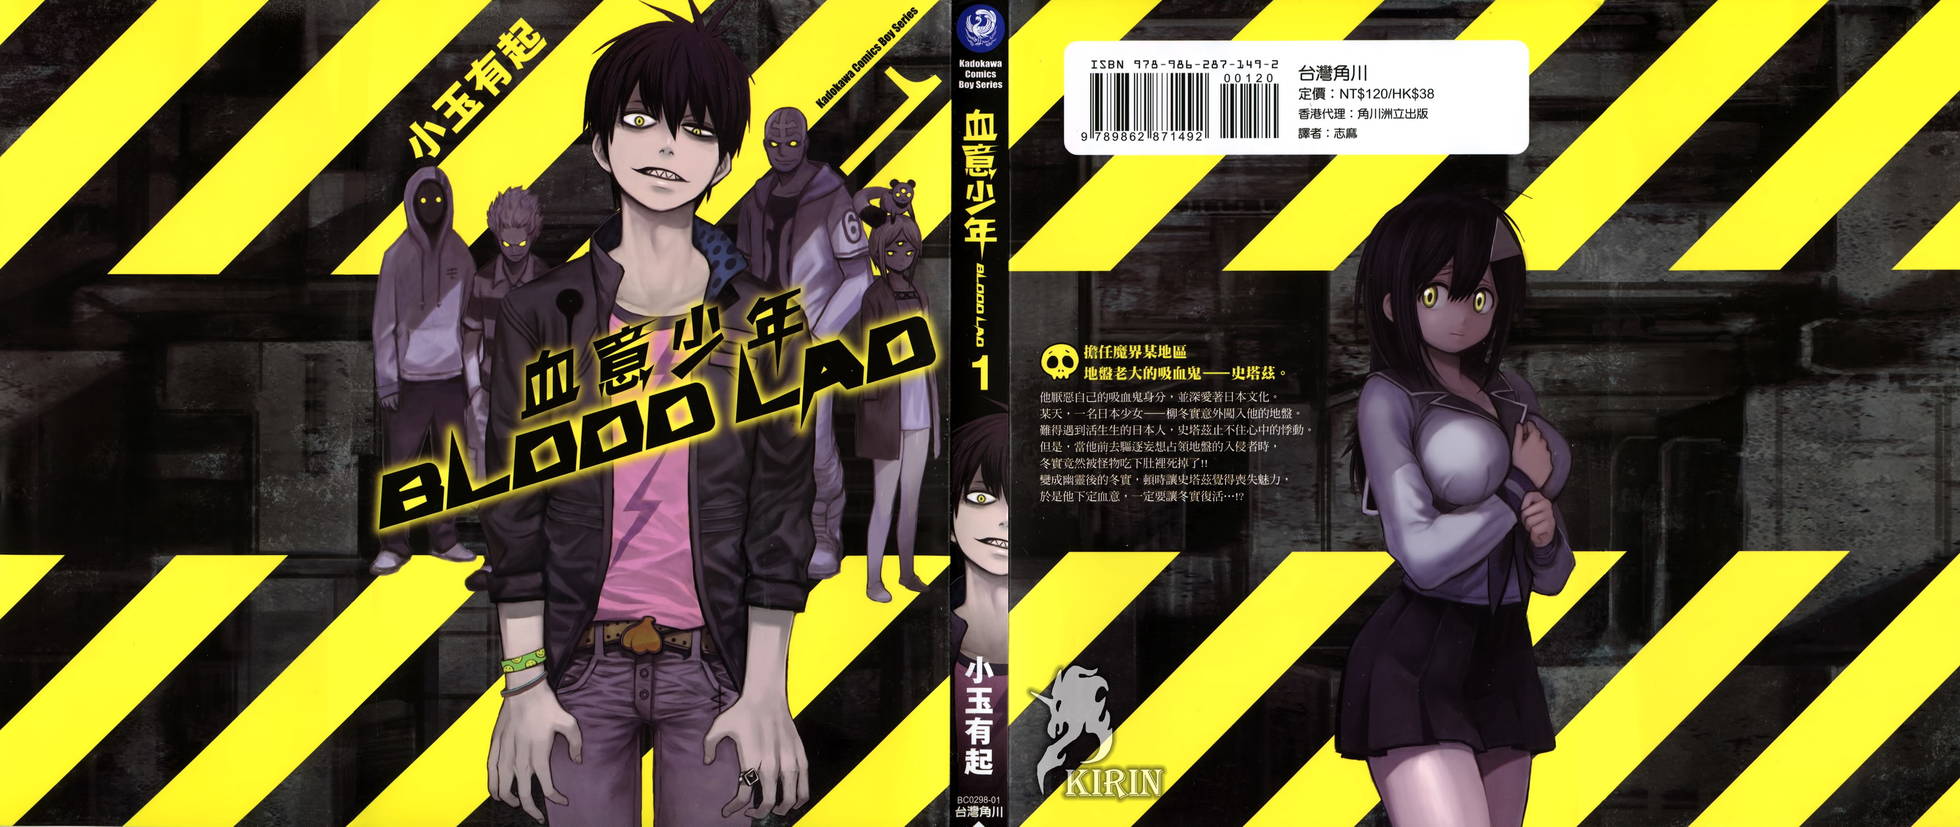 小玉有起
Kadokawa Comics Boy Series
1
6
血意少年
BLOOD LAD
Kadokawa
Comics
Boy Series
血意少年
BLOOD LAD
1
小玉有起
BC0298-01
台灣角川
ISBN 978-986-287-149-2
00120
9 789862 871492
台灣角川
定價：NT$120/HK$38
香港代理：角川洲立出版
譯者：志麻
擔任魔界某地區
地盤老大的吸血鬼——史塔茲。
他厭惡自己的吸血鬼身分，並深愛著日本文化。
某天，一名日本少女——柳冬實意外闖入他的地盤。
難得遇到活生生的日本人，史塔茲止不住心中的悸動。
但是，當他前去驅逐妄想占領地盤的入侵者時，
冬實竟然被怪物吃下肚裡死掉了!!
變成幽靈後的冬實，頓時讓史塔茲覺得喪失魅力，
於是他下定血意，一定要讓冬實復活…!?
KIRIN